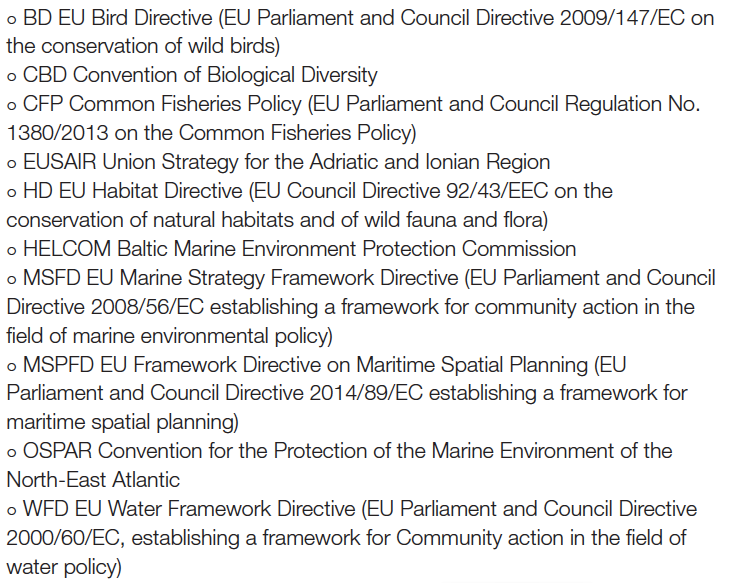 ○ BD EU Bird Directive (EU Parliament and Council Directive 2009/147/EC on
the conservation of wild birds)
○ CBD Convention of Biological Diversity
○ CFP Common Fisheries Policy (EU Parliament and Council Regulation No.
1380/2013 on the Common Fisheries Policy)
○ EUSAIR Union Strategy for the Adriatic and Ionian Region
○ HD EU Habitat Directive (EU Council Directive 92/43/EEC on the
conservation of natural habitats and of wild fauna and flora)
○ HELCOM Baltic Marine Environment Protection Commission
○ MSFD EU Marine Strategy Framework Directive (EU Parliament and Council
Directive 2008/56/EC establishing a framework for community action in the
field of marine environmental policy)
○ MSPFD EU Framework Directive on Maritime Spatial Planning (EU
Parliament and Council Directive 2014/89/EC establishing a framework for
maritime spatial planning)
○ OSPAR Convention for the Protection of the Marine Environment of the
North-East Atlantic
○ WFD EU Water Framework Directive (EU Parliament and Council Directive
2000/60/EC, establishing a framework for Community action in the field of
water policy)